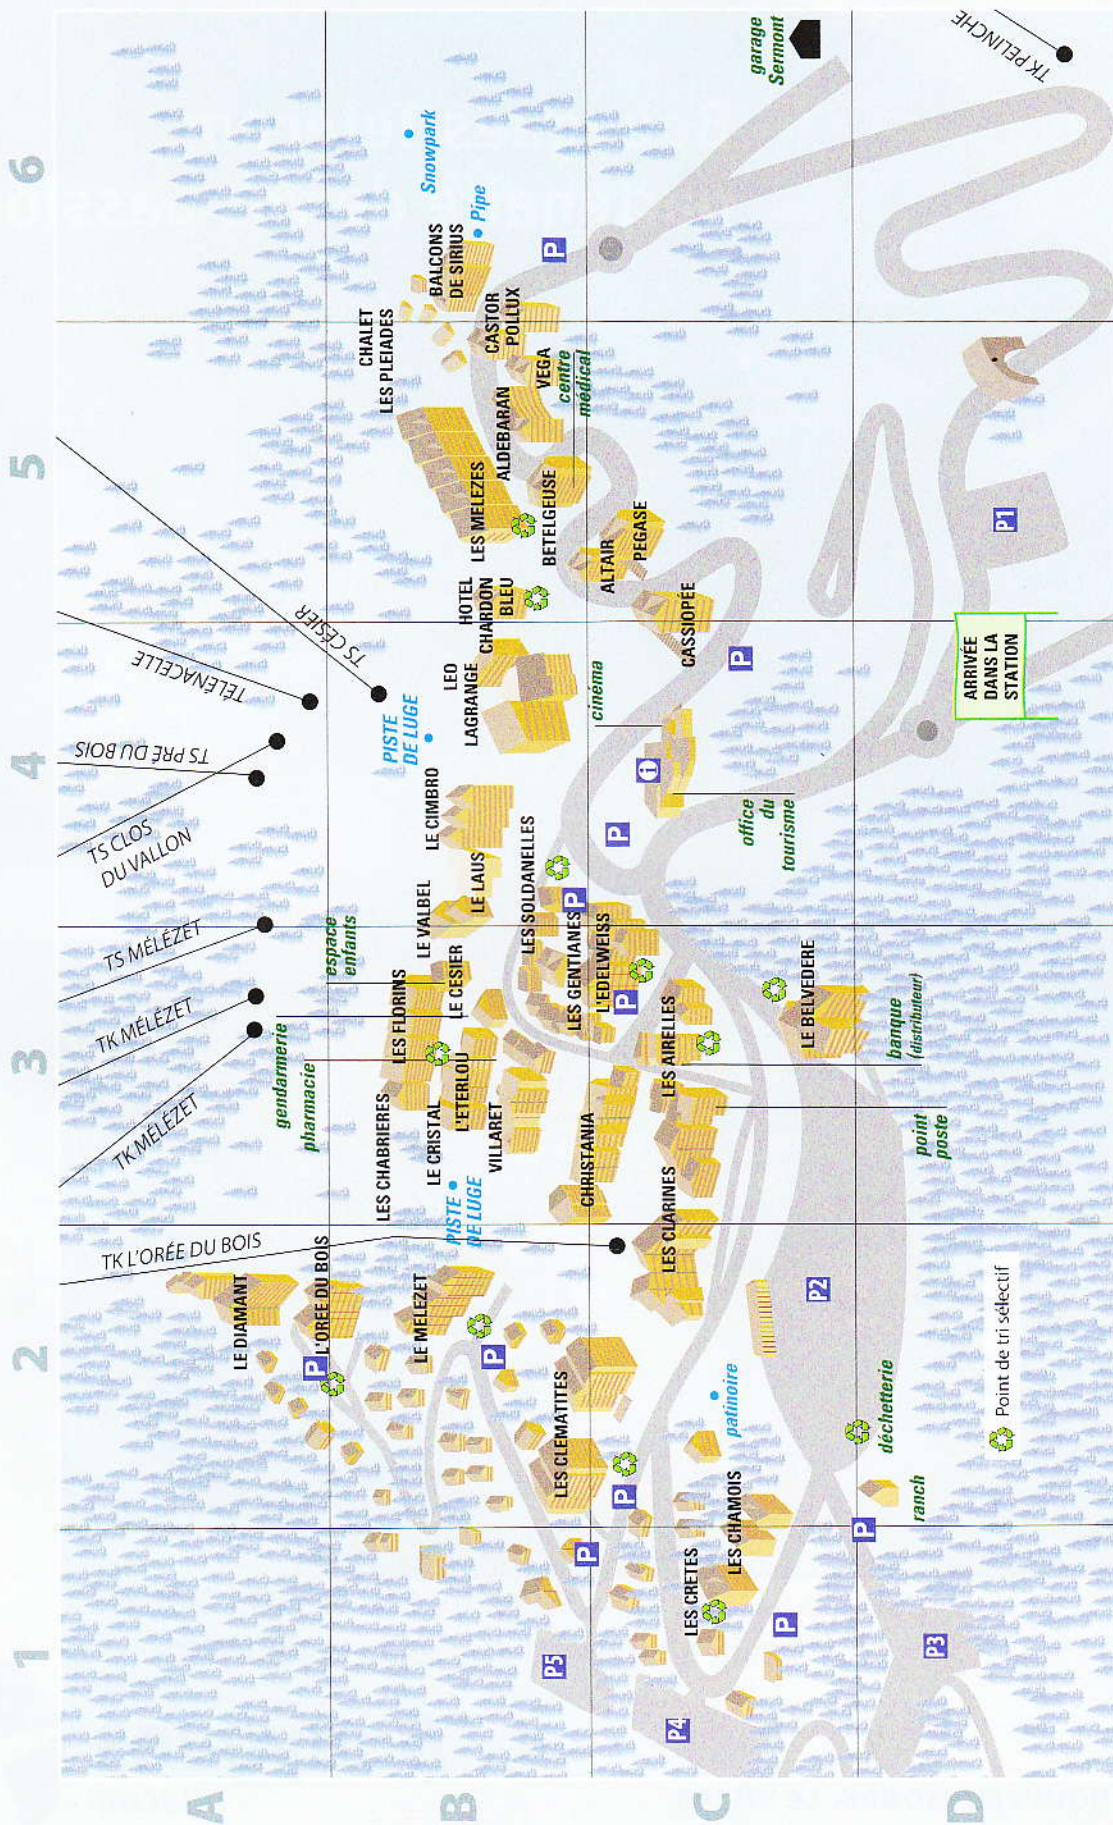 1
2
3
4
5
6
A
B
C
D
TK MÉLÉZET
TK MÉLÉZET
TS MÉLÉZET
TS CLOS
DU VALLON
TS PRÉ DU BOIS
TÉLÉNACELLE
TS CÉSIER
TK L'ORÉE DU BOIS
LE DIAMANT
P
L'OREE DU BOIS
gendarmerie
pharmacie
espace
enfants
LE MELEZET
P
PISTE
DE LUGE
LES CHABRIERES
LES FLORINS
LE CRISTAL
L'ETERLOU
LE CESIER
VILLARET
LE VALBEL
LE LAUS
LE CIMBRO
PISTE
DE LUGE
LEO
LAGRANGE
HOTEL
CHARDON
BLEU
LES MELEZES
CHALET
LES PLEIADES
BALCONS
DE SIRIUS
Snowpark
Pipe
CASTOR
POLLUX
ALDEBARAN
VEGA
centre
médical
BETELGEUSE
P
LES SOLDANELLES
P
LES GENTIANES
L'EDELWEISS
P
CHRISTANIA
LES CLEMATITES
P
P
P5
P4
LES CRETES
LES CHAMOIS
P
patinoire
LES CLARINES
LES AIRELLES
P
cinéma
i
office
du
tourisme
P
CASSIOPÉE
ALTAIR
PEGASE
garage
Sermont
TK PELINCHE
P2
LE BELVEDERE
banque
(distributeur)
point
poste
P
ranch
déchetterie
P3
Point de tri sélectif
ARRIVÉE
DANS LA
STATION
P1